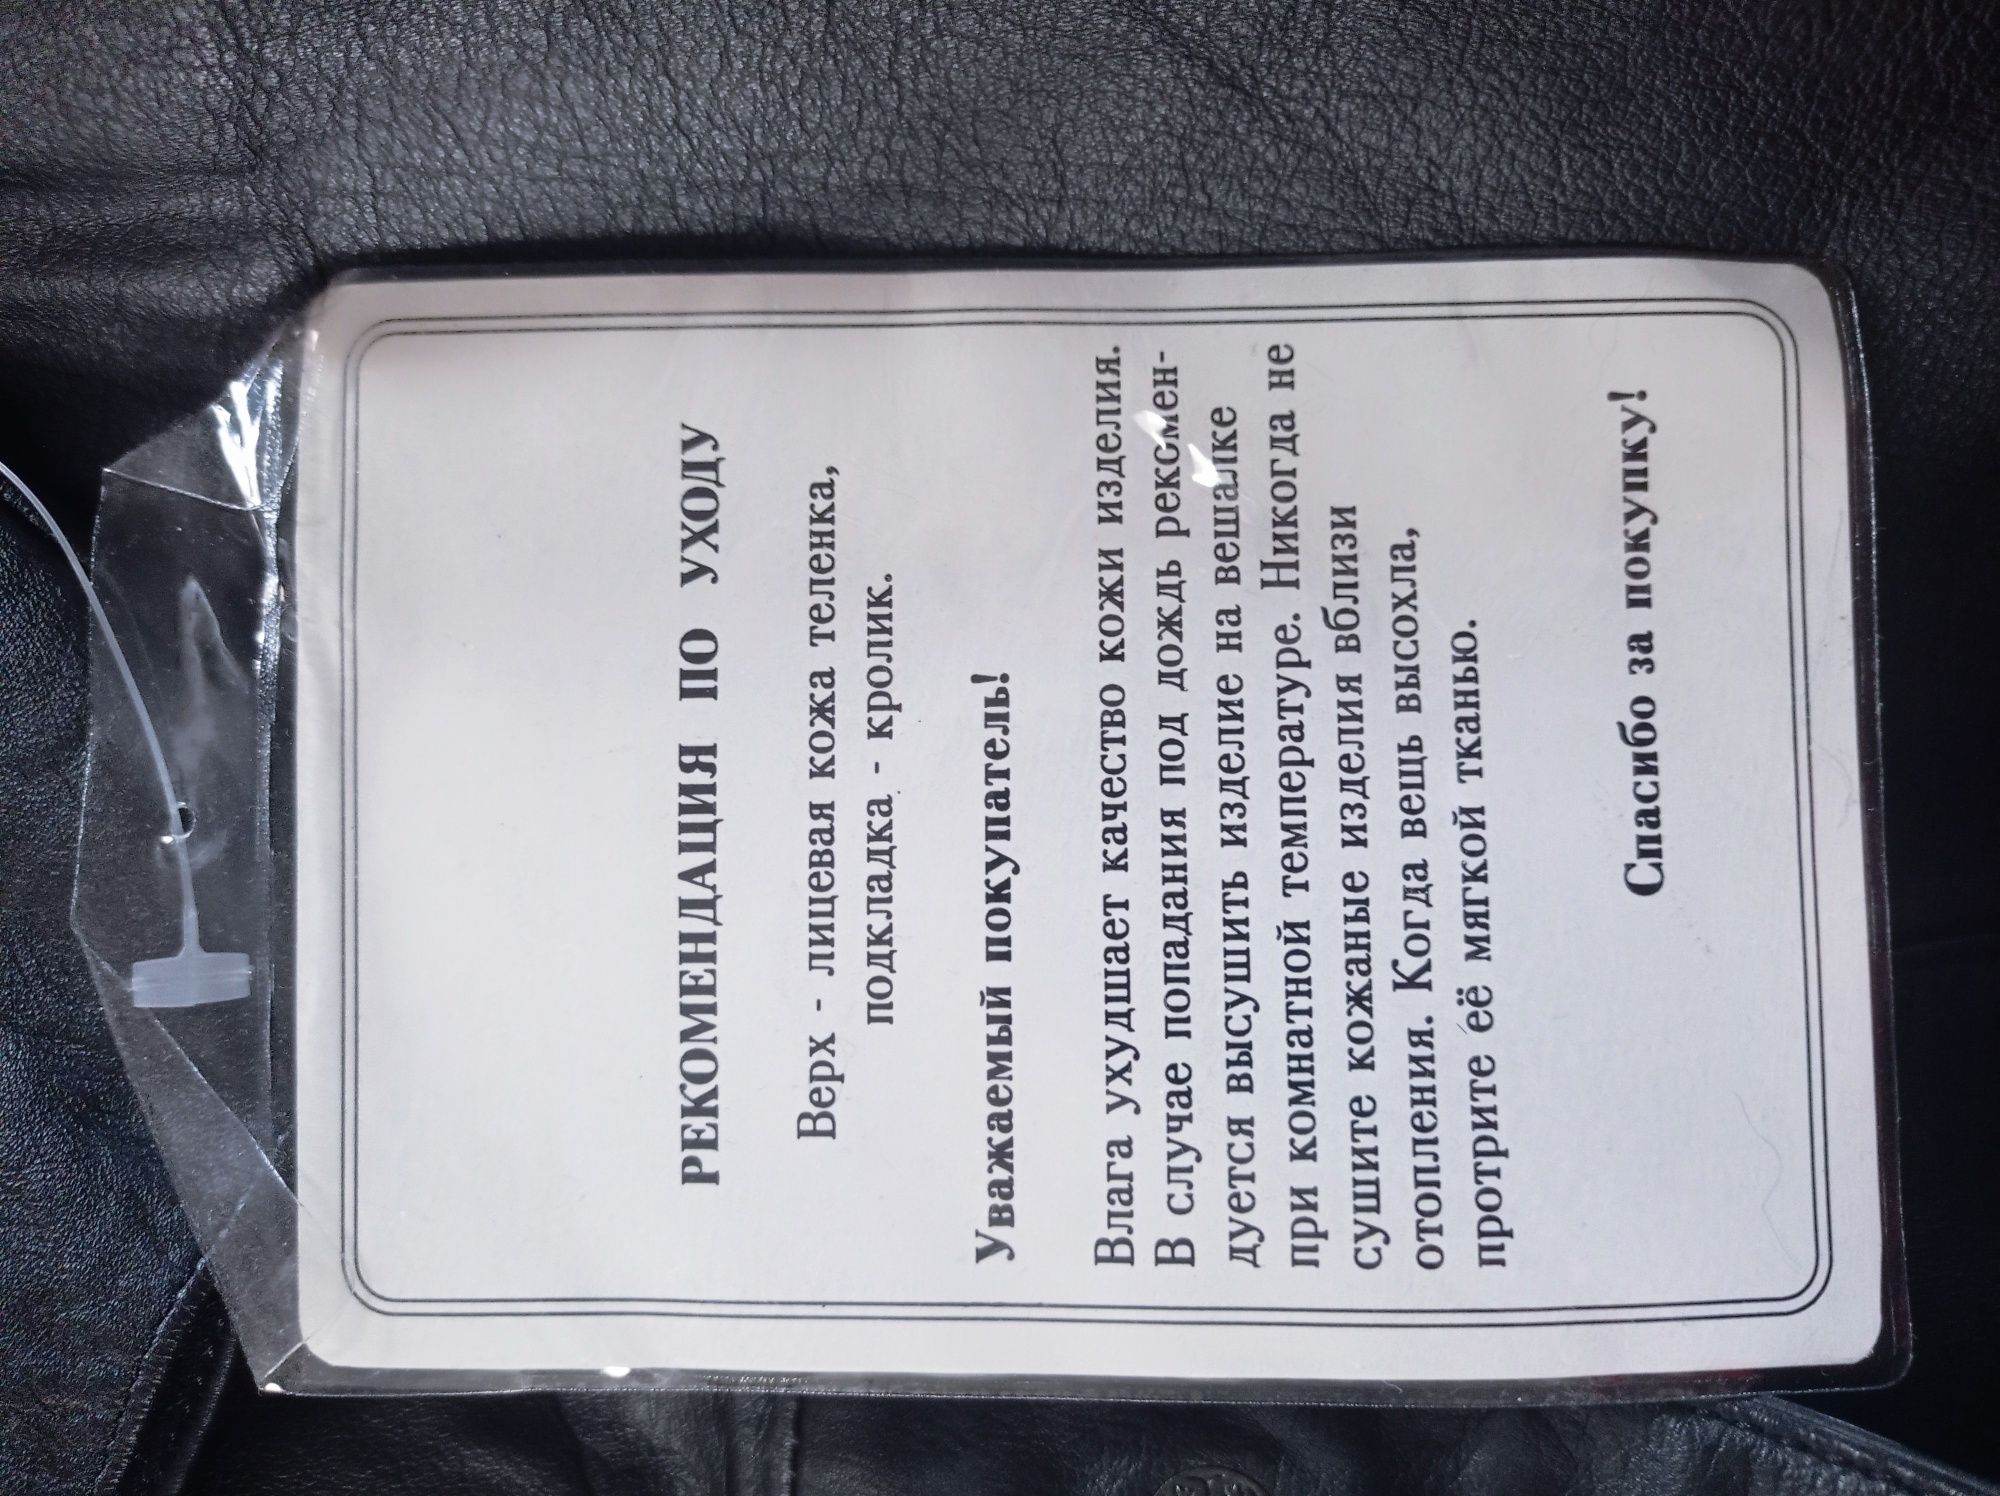 РЕКОМЕНДАЦИЯ ПО УХОДУ
Верх - лицевая кожа теленка,
подкладка - кролик.
Уважаемый покупатель!
Влага ухудшает качество кожи изделия.
В случае попадания под дождь рекомен-
дуется высушить изделие на вешалке
при комнатной температуре. Никогда не
сушите кожаные изделия вблизи
отопления. Когда вещь высохла,
протрите её мягкой тканью.
Спасибо за покупку!